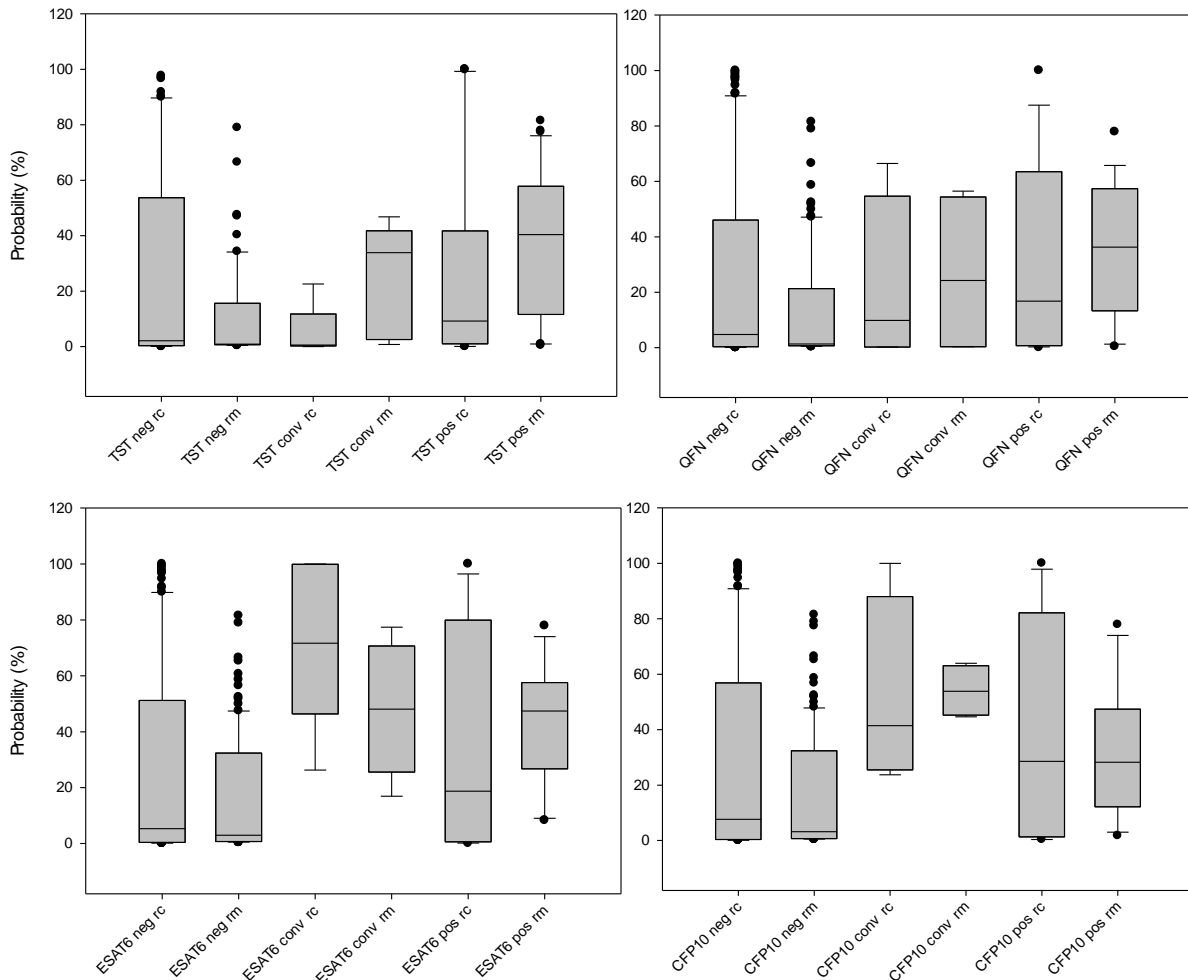 120
100
80
60
40
20
0
Probability (%)
TST neg rc
TST neg rm
TST conv rc
TST conv rm
TST pos rc
TST pos rm
120
100
80
60
40
20
0
QFN neg rc
QFN neg rm
QFN conv rc
QFN conv rm
QFN pos rc
QFN pos rm
120
100
80
60
40
20
0
Probability (%)
ESAT6 neg rc
ESAT6 neg rm
ESAT6 conv rc
ESAT6 conv rm
ESAT6 pos rc
ESAT6 pos rm
120
100
80
60
40
20
0
CFP10 neg rc
CFP10 neg rm
CFP10 conv rc
CFP10 conv rm
CFP10 pos rc
CFP10 pos rm